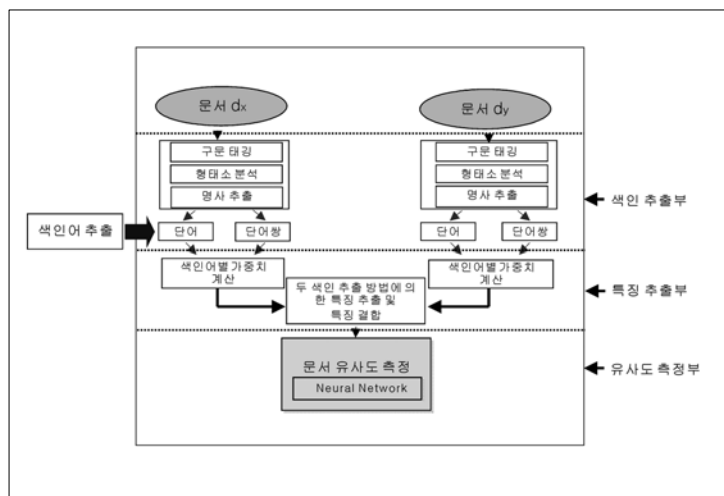 문서 dx
문서 dy
구문 태깅
형태소 분석
명사 추출
구문 태깅
형태소 분석
명사 추출
색인 추출부
색인어 추출
단어
단어쌍
단어
단어쌍
색인어별가중치
계산
색인어별가중치
계산
두 색인 추출 방법에의
한 특징 추출 및
특징 결합
특징 추출부
문서 유사도 측정
Neural Network
유사도 측정부